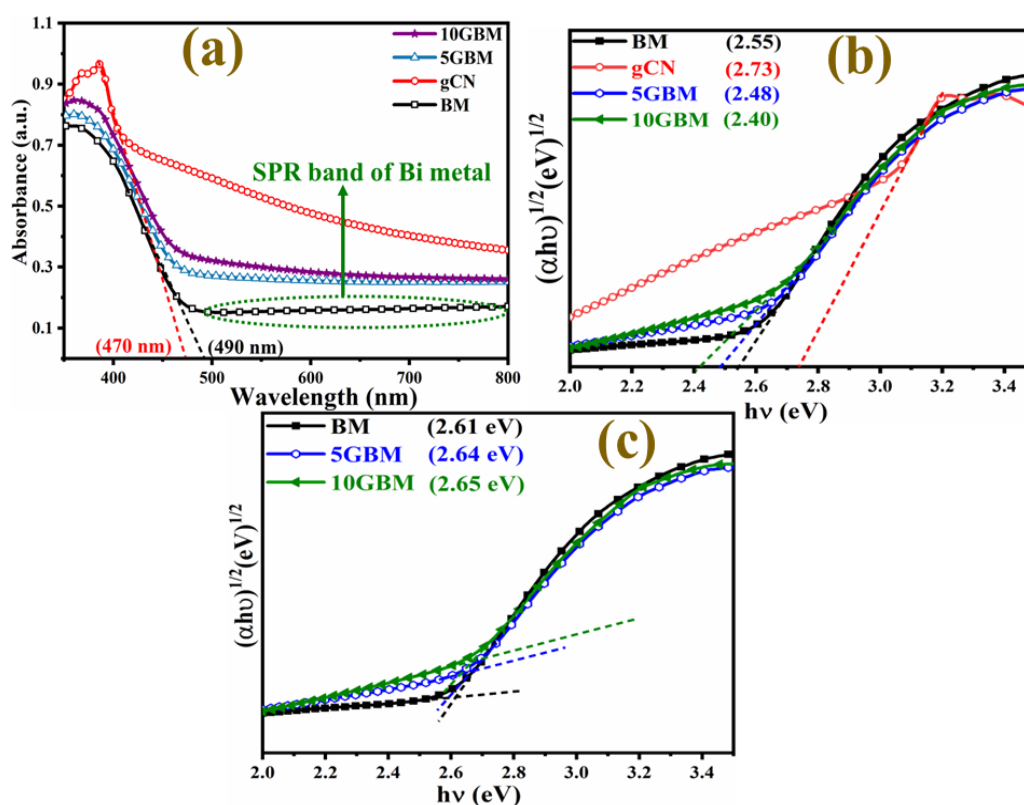 (a)
10GBM
5GBM
gCN
BM
SPR band of Bi metal
(470 nm)
(490 nm)
Absorbance (a.u.)
1.1
0.9
0.7
0.5
0.3
0.1
400 500 600 700 800
Wavelength (nm)
(b)
BM (2.55)
gCN (2.73)
5GBM (2.48)
10GBM (2.40)
(αhυ)1/2(eV)1/2
2.0 2.2 2.4 2.6 2.8 3.0 3.2 3.4
hν (eV)
(c)
BM (2.61 eV)
5GBM (2.64 eV)
10GBM (2.65 eV)
(αhυ)1/2(eV)1/2
2.0 2.2 2.4 2.6 2.8 3.0 3.2 3.4
hν (eV)